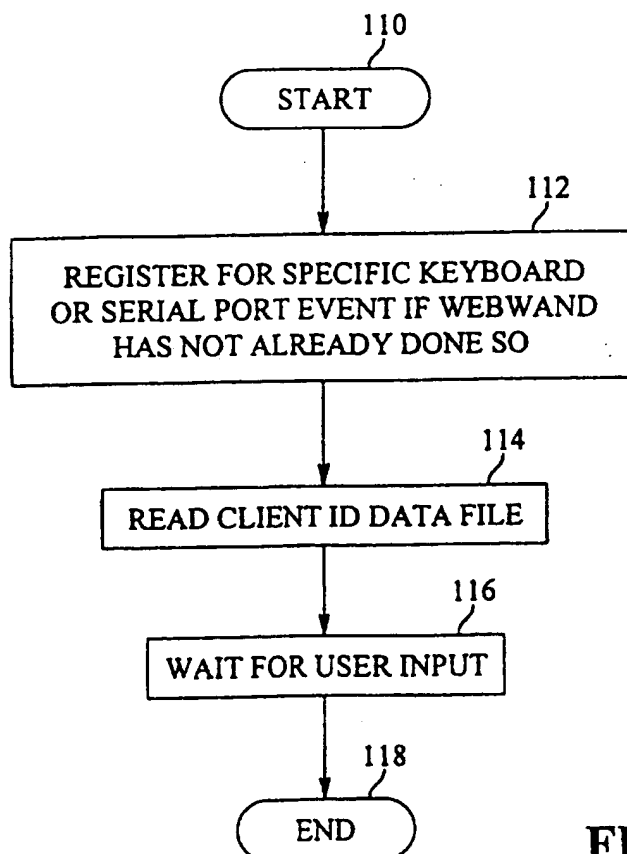 110
START
112
REGISTER FOR SPECIFIC KEYBOARD
OR SERIAL PORT EVENT IF WEBWAND
HAS NOT ALREADY DONE SO
114
READ CLIENT ID DATA FILE
116
WAIT FOR USER INPUT
118
END